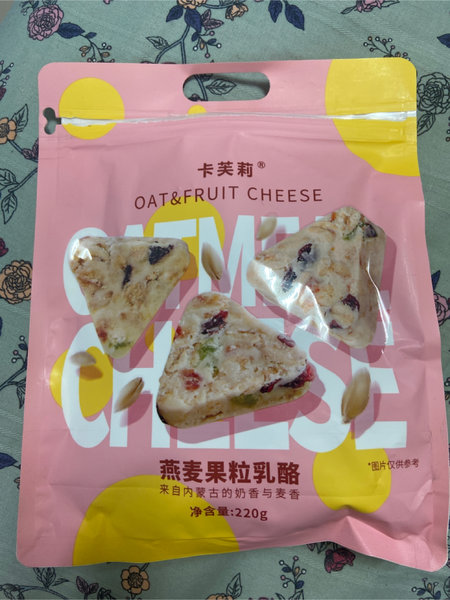 卡芙莉®
OAT&FRUIT CHEESE
OATMEAL
CHEESE
燕麦果粒乳酪
*图片仅供参考
来自内蒙古的奶香与麦香
净含量:220g